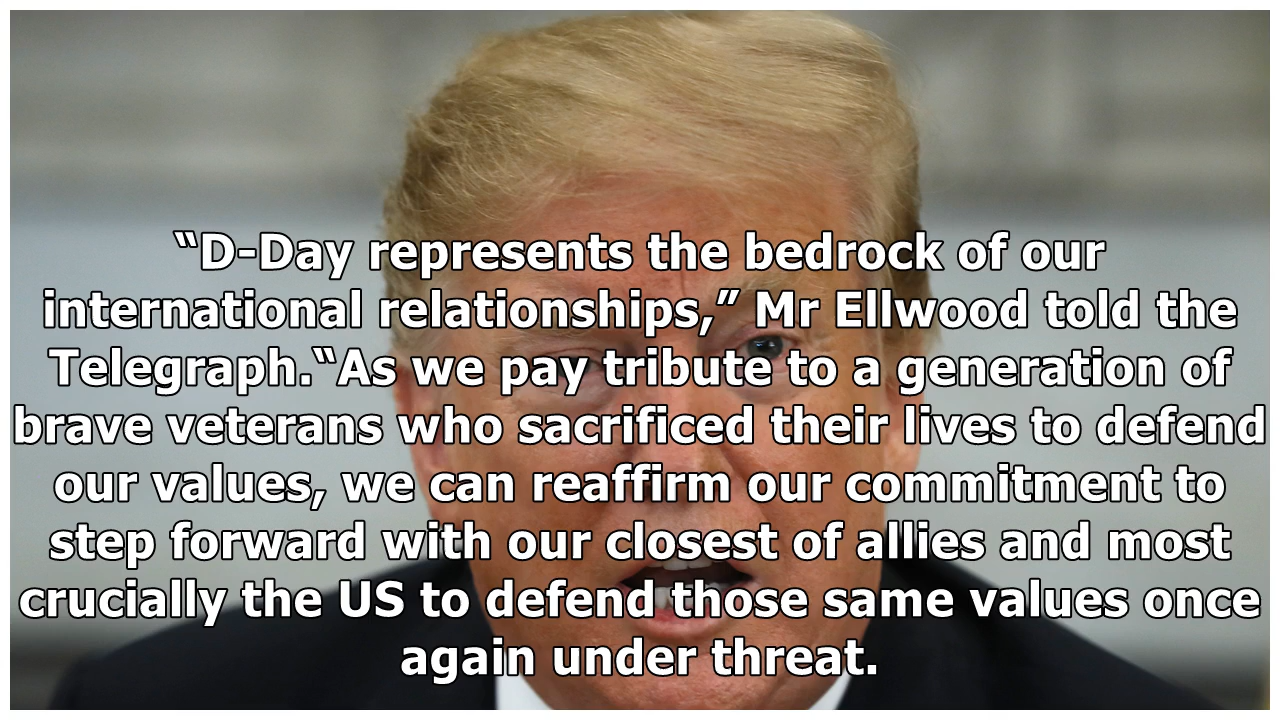 “D-Day represents the bedrock of our
international relationships,” Mr Ellwood told the
Telegraph.“As we pay tribute to a generation of
brave veterans who sacrificed their lives to defend
our values, we can reaffirm our commitment to
step forward with our closest of allies and most
crucially the US to defend those same values once
again under threat.